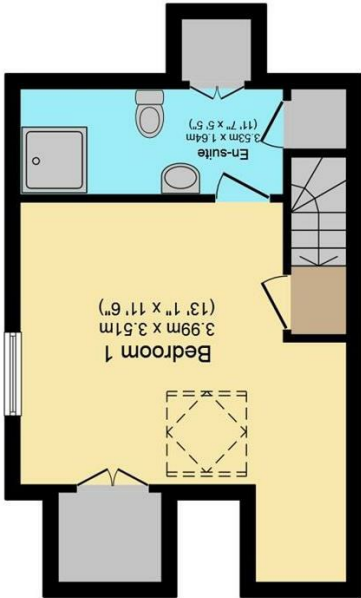 Bedroom 1
3.99m x 3.51m
(13' 1" x 11' 6")
En-suite
3.53m x 1.64m
(11' 7" x 5' 5")